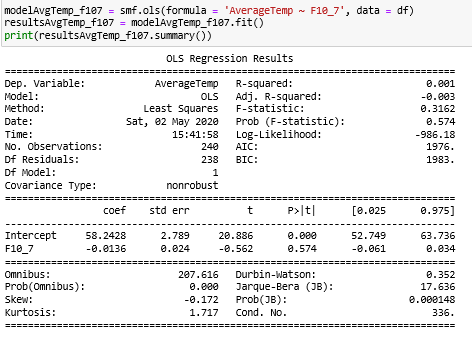 modelAvgTemp_f107 = smf.ols(formula = 'AverageTemp ~ F10_7', data = df)
resultsAvgTemp_f107 = modelAvgTemp_f107.fit()
print(resultsAvgTemp_f107.summary())
OLS Regression Results
==============================================================================
Dep. Variable: AverageTemp R-squared: 0.001
Model: OLS Adj. R-squared: -0.003
Method: Least Squares F-statistic: 0.3162
Date: Sat, 02 May 2020 Prob (F-statistic): 0.574
Time: 15:41:58 Log-Likelihood: -986.18
No. Observations: 240 AIC: 1976.
Df Residuals: 238 BIC: 1983.
Df Model: 1
Covariance Type: nonrobust
==============================================================================
coef std err t P>|t| [0.025 0.975]
------------------------------------------------------------------------------
Intercept 58.2428 2.789 20.886 0.000 52.749 63.736
F10_7 -0.0136 0.024 -0.562 0.574 -0.061 0.034
==============================================================================
Omnibus: 207.616 Durbin-Watson: 0.352
Prob(Omnibus): 0.000 Jarque-Bera (JB): 17.636
Skew: -0.172 Prob(JB): 0.000148
Kurtosis: 1.717 Cond. No. 336.
==============================================================================